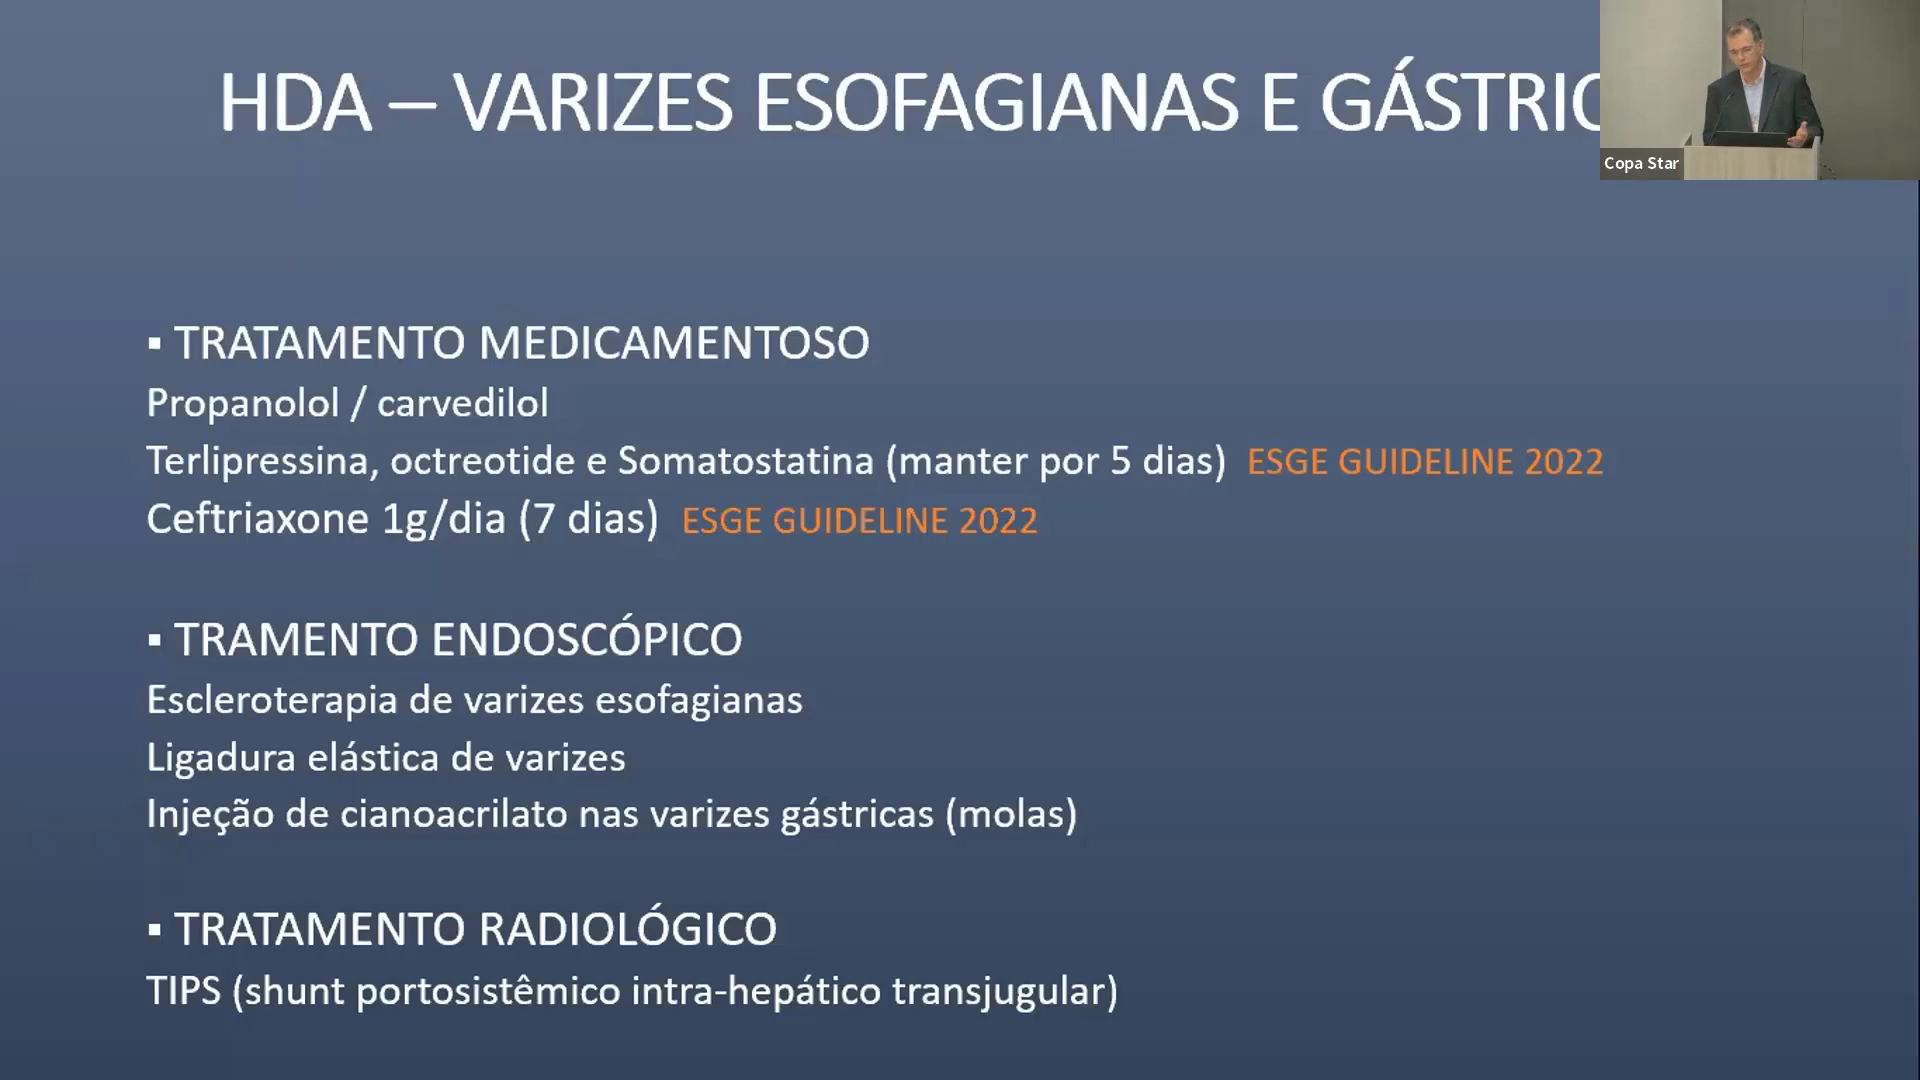 HDA – VARIZES ESOFAGIANAS E
Copa Star
▪ TRATAMENTO MEDICAMENTOSO
Propanolol / carvedilol
Terlipressina, octreotide e Somatostatina (manter por 5 dias) ESGE GUIDELINE 2022
Ceftriaxone 1g/dia (7 dias) ESGE GUIDELINE 2022
▪ TRAMENTO ENDOSCÓPICO
Escleroterapia de varizes esofagianas
Ligadura elástica de varizes
Injeção de cianoacrilato nas varizes gástricas (molas)
▪ TRATAMENTO RADIOLÓGICO
TIPS (shunt portosistêmico intra-hepático transjugular)